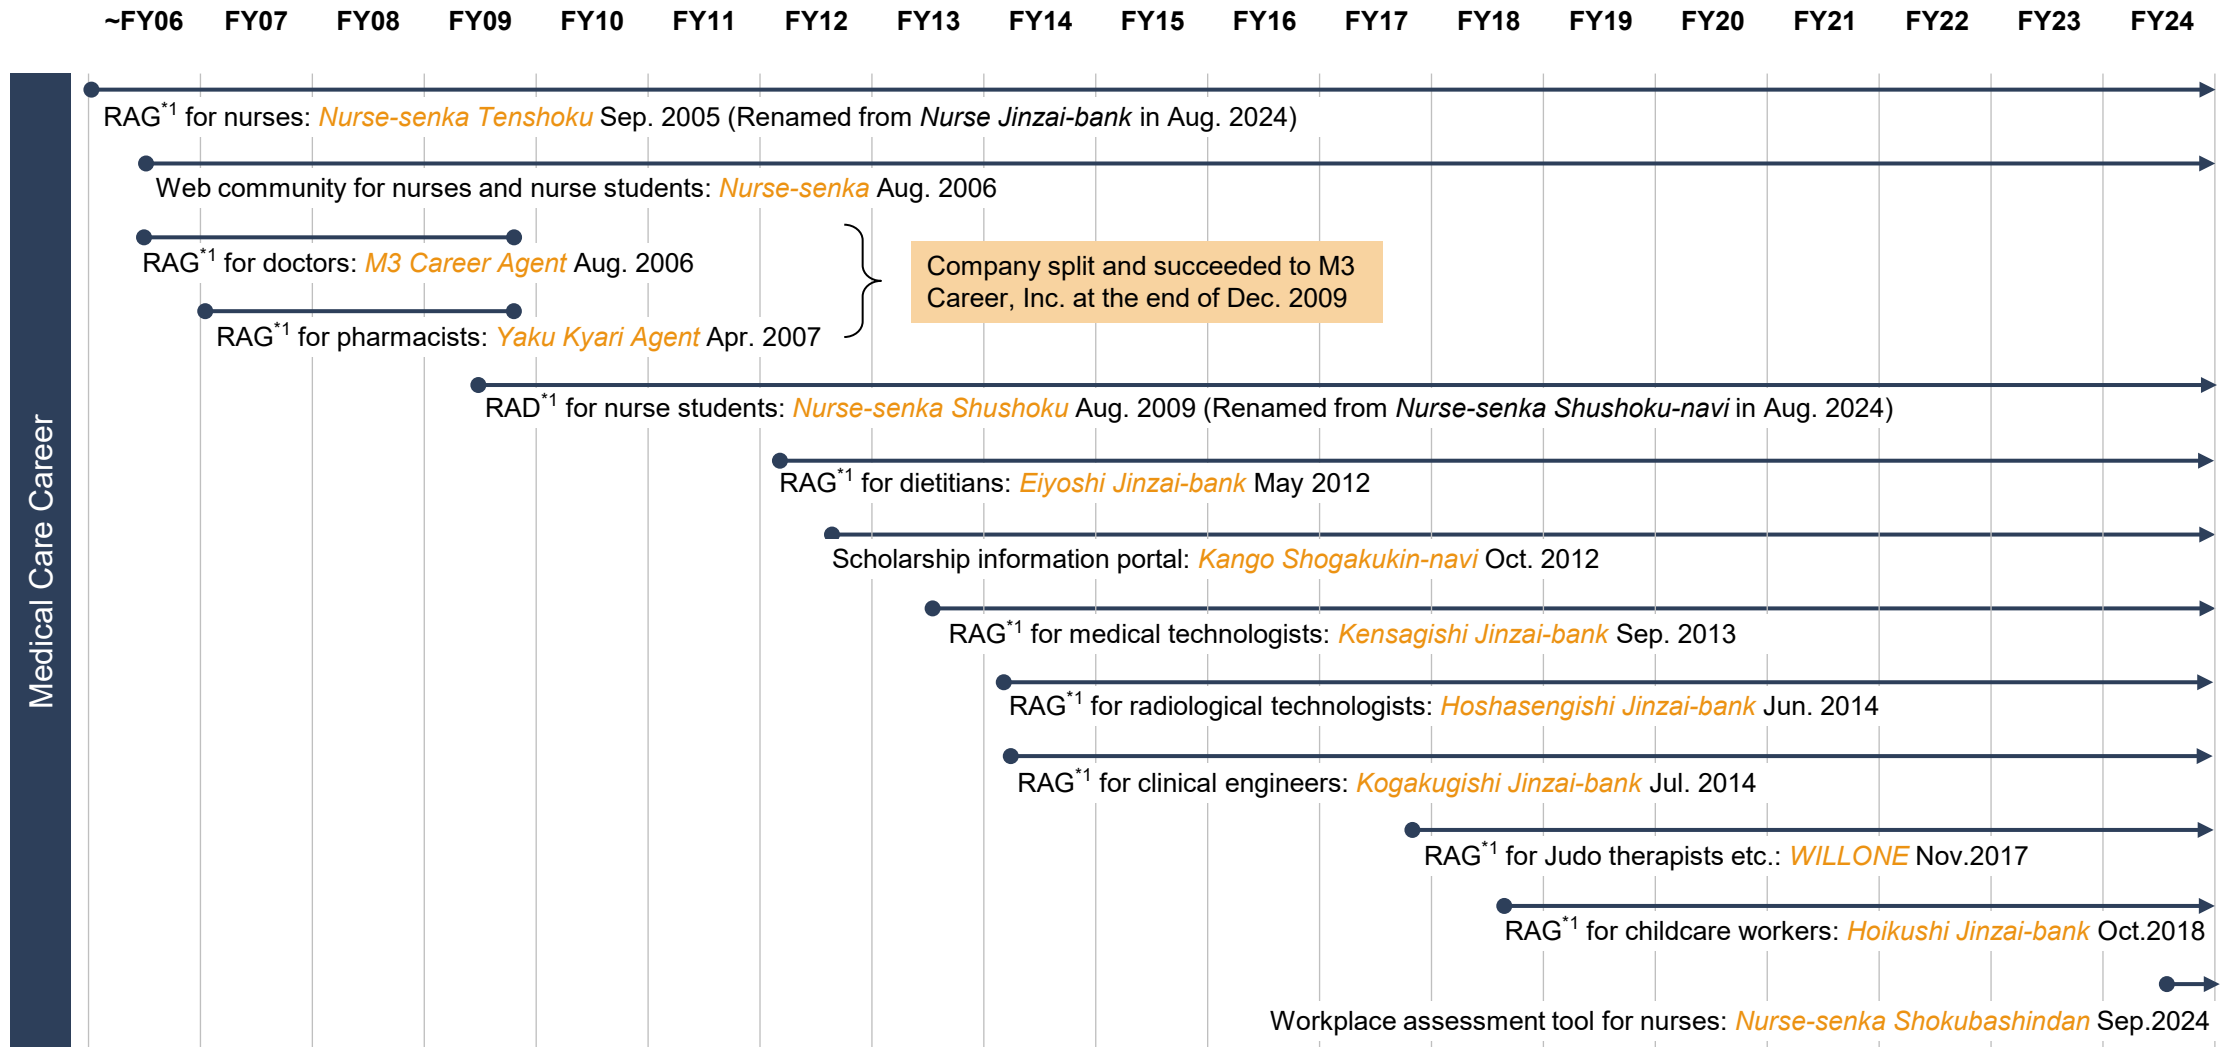 ~FY06 FY07 FY08 FY09 FY10 FY11 FY12 FY13 FY14 FY15 FY16 FY17 FY18 FY19 FY20 FY21 FY22 FY23 FY24
Medical Care Career
RAG*1 for nurses: Nurse-senka Tenshoku Sep. 2005 (Renamed from Nurse Jinzai-bank in Aug. 2024)
Web community for nurses and nurse students: Nurse-senka Aug. 2006
RAG*1 for doctors: M3 Career Agent Aug. 2006
RAG*1 for pharmacists: Yaku Kyari Agent Apr. 2007
Company split and succeeded to M3
Career, Inc. at the end of Dec. 2009
RAD*1 for nurse students: Nurse-senka Shushoku Aug. 2009 (Renamed from Nurse-senka Shushoku-navi in Aug. 2024)
RAG*1 for dietitians: Eiyoshi Jinzai-bank May 2012
Scholarship information portal: Kango Shogakukin-navi Oct. 2012
RAG*1 for medical technologists: Kensagishi Jinzai-bank Sep. 2013
RAG*1 for radiological technologists: Hoshasengishi Jinzai-bank Jun. 2014
RAG*1 for clinical engineers: Kogakugishi Jinzai-bank Jul. 2014
RAG*1 for Judo therapists etc.: WILLONE Nov.2017
RAG*1 for childcare workers: Hoikushi Jinzai-bank Oct.2018
Workplace assessment tool for nurses: Nurse-senka Shokubashindan Sep.2024